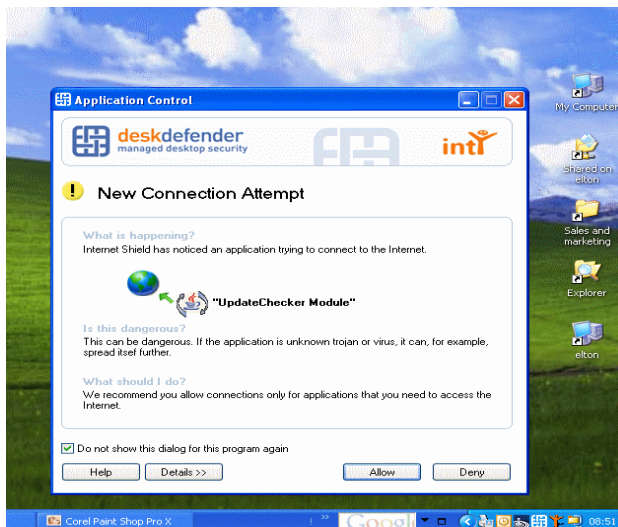 Application Control
deskdefender
managed desktop security
intY
New Connection Attempt
What is happening?
Internet Shield has noticed an application trying to connect to the Internet.
"UpdateChecker Module"
Is this dangerous?
This can be dangerous. If the application is unknown trojan or virus, it can, for example,
spread itsef further.
What should I do?
We recommend you allow connections only for applications that you need to access the
Internet.
Do not show this dialog for this program again
Help
Details >>
Allow
Deny
My Computer
Shared on
elton
Sales and
marketing
Explorer
elton
Corel Paint Shop Pro X
Googl
08:51